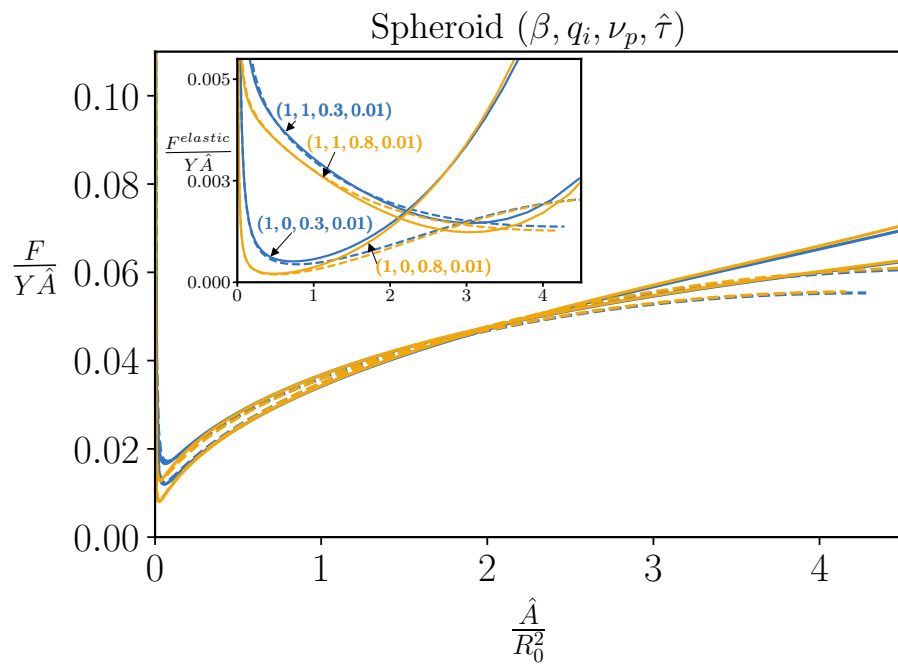 Spheroid (β, q_i, ν_p, τ̂)
F
YÂ
0.10
0.08
0.06
0.04
0.02
0.00
0
1
2
3
4
Â
R_0^2
F^{elastic}
YÂ
0.005
0.003
0.000
0
1
2
3
4
(1, 1, 0.3, 0.01)
(1, 1, 0.8, 0.01)
(1, 0, 0.3, 0.01)
(1, 0, 0.8, 0.01)